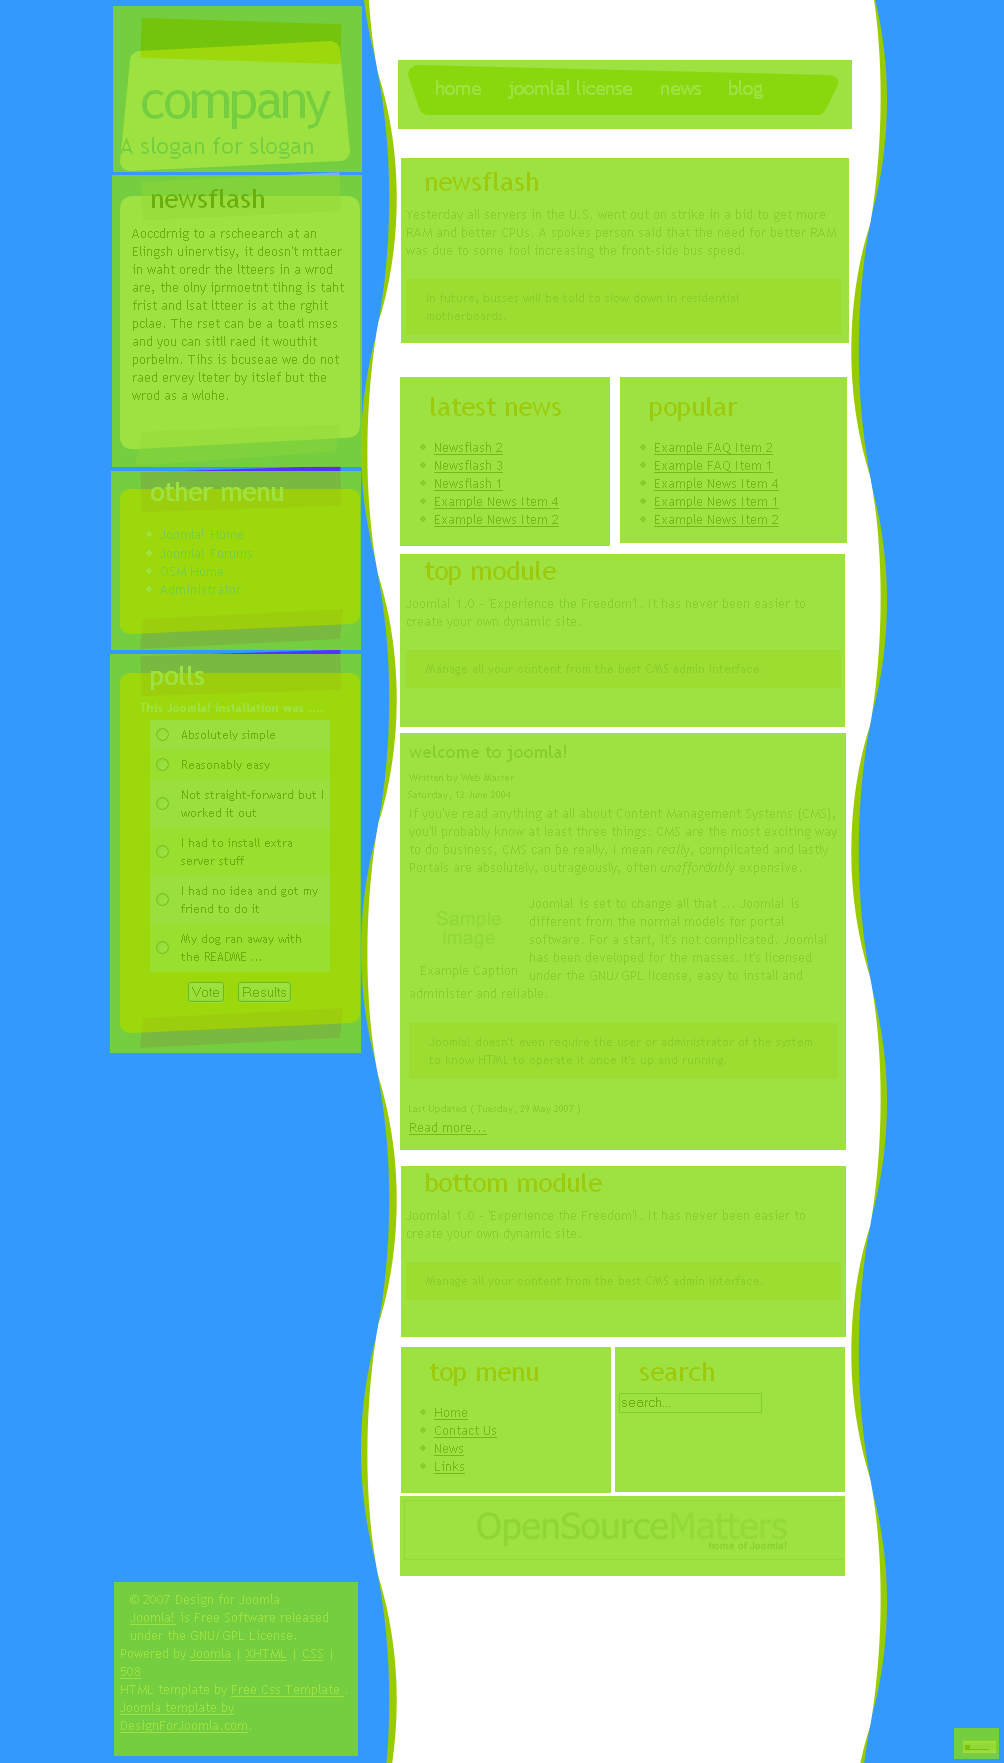 company
A slogan for slogan
newsflash
Aoccdrnig to a rscheearch at an
Elingsh uinervtisy, it deosn't mttaer
in waht oredr the ltteers in a wrod
are, the olny iprmoetnt tihng is taht
frist and lsat ltteer is at the rghit
pclae. The rset can be a toatl mses
and you can sitll raed it wouthit
porbelm. Tihs is bcuseae we do not
raed ervey lteter by itslef but the
wrod as a wlohe.
other menu
Joomla! Home
Joomla! Forums
OSM Home
Administrator
polls
This Joomla! installation was ....
Absolutely simple
Reasonably easy
Not straight-forward but I
worked it out
I had to install extra
server stuff
I had no idea and got my
friend to do it
My dog ran away with
the README ...
Vote Results
© 2007 Design for Joomla
Joomla! is Free Software released
under the GNU/GPL License.
Powered by Joomla | XHTML | CSS |
508
HTML template by Free Css Template .
Joomla template by
DesignForJoomla.com.
home joomla! license news blog
newsflash
Yesterday all servers in the U.S. went out on strike in a bid to get more
RAM and better CPUs. A spokes person said that the need for better RAM
was due to some fool increasing the front-side bus speed.
In future, busses will be told to slow down in residential
motherboards.
latest news
Newsflash 2
Newsflash 3
Newsflash 1
Example News Item 4
Example News Item 2
popular
Example FAQ Item 2
Example FAQ Item 1
Example News Item 4
Example News Item 1
Example News Item 2
top module
Joomla! 1.0 - 'Experience the Freedom'!. It has never been easier to
create your own dynamic site.
Manage all your content from the best CMS admin interface.
welcome to joomla!
Written by Web Master
Saturday, 12 June 2004
If you've read anything at all about Content Management Systems (CMS),
you'll probably know at least three things: CMS are the most exciting way
to do business, CMS can be really, I mean really, complicated and lastly
Portals are absolutely, outrageously, often unaffordably expensive.
Sample
Image
Example Caption
Joomla! is set to change all that ... Joomla! is
different from the normal models for portal
software. For a start, it's not complicated. Joomla!
has been developed for the masses. It's licensed
under the GNU/GPL license, easy to install and
administer and reliable.
Joomla! doesn't even require the user or administrator of the system
to know HTML to operate it once it's up and running.
Last Updated ( Tuesday, 29 May 2007 )
Read more...
bottom module
Joomla! 1.0 - 'Experience the Freedom'!. It has never been easier to
create your own dynamic site.
Manage all your content from the best CMS admin interface.
top menu
Home
Contact Us
News
Links
search
search...
OpenSourceMatters
home of Joomla!